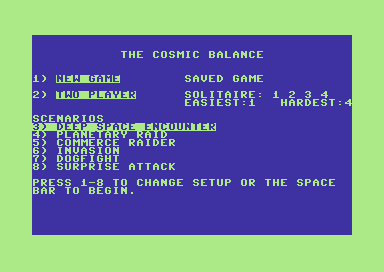 THE COSMIC BALANCE
1) NEW GAME SAVED GAME
2) TWO PLAYER SOLITAIRE: 1 2 3 4
EASIEST:1 HARDEST:4
SCENARIOS
3) DEEP SPACE ENCOUNTER
4) PLANETARY RAID
5) COMMERCE RAIDER
6) INVASION
7) DOGFIGHT
8) SURPRISE ATTACK
PRESS 1-8 TO CHANGE SETUP OR THE SPACE
BAR TO BEGIN.